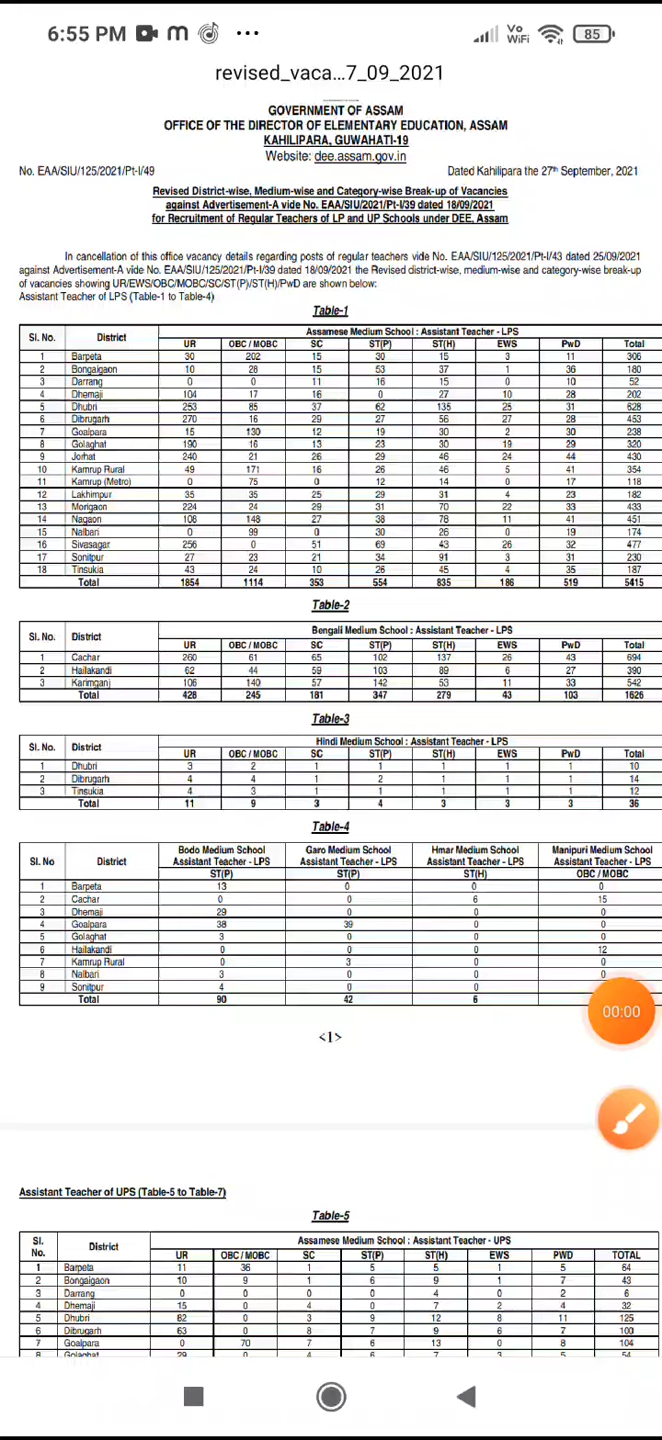 6:55 PM
Vo WiFi
85
revised_vaca...7_09_2021
GOVERNMENT OF ASSAM
OFFICE OF THE DIRECTOR OF ELEMENTARY EDUCATION, ASSAM
KAHILIPARA, GUWAHATI-19
Website: dee.assam.gov.in
No. EAA/SIU/125/2021/Pt-I/49 Dated Kahilipara the 27th September, 2021
Revised District-wise, Medium-wise and Category-wise Break-up of Vacancies
against Advertisement-A vide No. EAA/SIU/2021/Pt-I/39 dated 18/09/2021
for Recruitment of Regular Teachers of LP and UP Schools under DEE, Assam
In cancellation of this office vacancy details regarding posts of regular teachers vide No. EAA/SIU/125/2021/Pt-I/43 dated 25/09/2021
against Advertisement-A vide No. EAA/SIU/125/2021/Pt-I/39 dated 18/09/2021 the Revised district-wise, medium-wise and category-wise break-up
of vacancies showing UR/EWS/OBC/MOBC/SC/ST(P)/ST(H)/PwD are shown below:
Assistant Teacher of LPS (Table-1 to Table-4)
Table-1
Sl. No. District Assamese Medium School : Assistant Teacher - LPS
UR OBC / MOBC SC ST(P) ST(H) EWS PwD Total
1 Barpeta 30 202 15 30 15 3 11 306
2 Bongaigaon 10 28 15 53 37 1 36 180
3 Darrang 0 0 11 16 15 0 10 52
4 Dhemaji 104 17 16 0 27 10 28 202
5 Dhubri 253 85 37 62 135 25 31 628
6 Dibrugarh 270 16 29 27 56 27 28 453
7 Goalpara 15 130 12 19 30 2 30 238
8 Golaghat 190 16 13 23 30 19 29 320
9 Jorhat 240 21 26 29 46 24 44 430
10 Kamrup Rural 49 171 16 26 46 5 41 354
11 Kamrup (Metro) 0 75 0 12 14 0 17 118
12 Lakhimpur 35 35 25 29 31 4 23 182
13 Morigaon 224 24 29 31 70 22 33 433
14 Nagaon 108 148 27 38 78 11 41 451
15 Nalbari 0 99 0 30 26 0 19 174
16 Sivasagar 256 0 51 69 43 26 32 477
17 Sonitpur 27 23 21 34 91 3 31 230
18 Tinsukia 43 24 10 26 45 4 35 187
Total 1854 1114 353 554 835 186 519 5415
Table-2
Sl. No. District Bengali Medium School : Assistant Teacher - LPS
UR OBC / MOBC SC ST(P) ST(H) EWS PwD Total
1 Cachar 260 61 65 102 137 26 43 694
2 Hailakandi 62 44 59 103 89 6 27 390
3 Karimganj 106 140 57 142 53 11 33 542
Total 428 245 181 347 279 43 103 1626
Table-3
Sl. No. District Hindi Medium School : Assistant Teacher - LPS
UR OBC / MOBC SC ST(P) ST(H) EWS PwD Total
1 Dhubri 3 2 1 1 1 1 1 10
2 Dibrugarh 4 4 1 2 1 1 1 14
3 Tinsukia 4 3 1 1 1 1 1 12
Total 11 9 3 4 3 3 3 36
Table-4
Sl. No District Bodo Medium School Assistant Teacher - LPS Garo Medium School Assistant Teacher - LPS Hmar Medium School Assistant Teacher - LPS Manipuri Medium School Assistant Teacher - LPS
ST(P) ST(P) ST(H) OBC / MOBC
1 Barpeta 13 0 0 0
2 Cachar 0 0 6 15
3 Dhemaji 29 0 0 0
4 Goalpara 38 39 0 0
5 Golaghat 3 0 0 0
6 Hailakandi 0 0 0 12
7 Kamrup Rural 0 3 0 0
8 Nalbari 3 0 0 0
9 Sonitpur 4 0 0
Total 90 42 6
00:00
<1>
Assistant Teacher of UPS (Table-5 to Table-7)
Table-5
Sl. No. District Assamese Medium School : Assistant Teacher - UPS
UR OBC / MOBC SC ST(P) ST(H) EWS PWD TOTAL
1 Barpeta 11 36 1 5 5 1 5 64
2 Bongaigaon 10 9 1 6 9 1 7 43
3 Darrang 0 0 0 0 4 0 2 6
4 Dhemaji 15 0 4 0 7 2 4 32
5 Dhubri 82 0 3 9 12 8 11 125
6 Dibrugarh 63 0 8 7 9 6 7 100
7 Goalpara 0 70 7 6 13 0 8 104
8 Golaghat 29 0 4 6 7 3 5 54